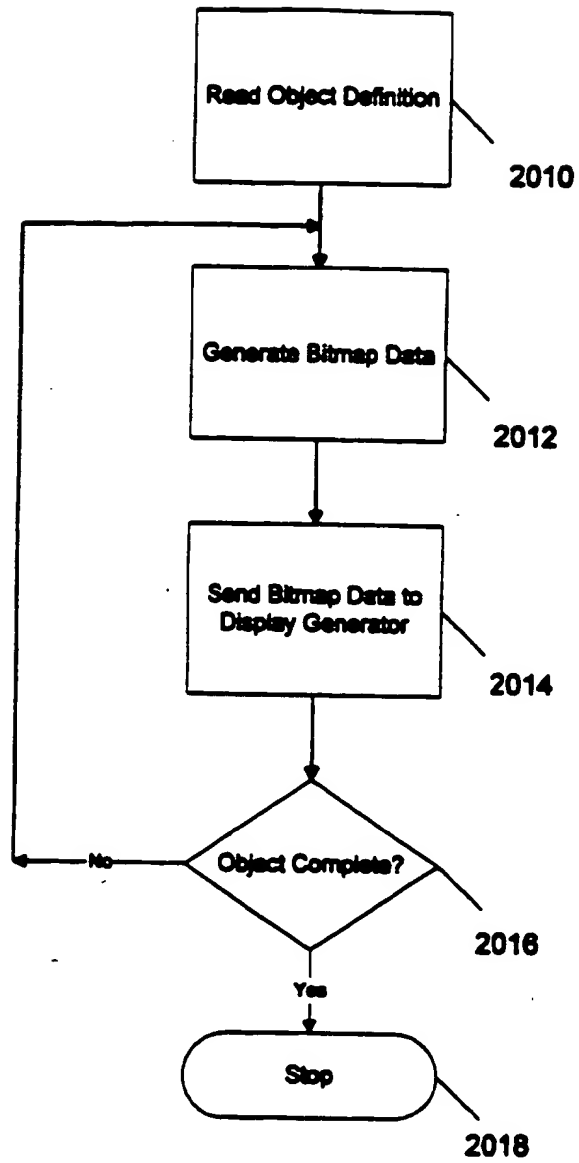 Read Object Definition
2010
Generate Bitmap Data
2012
Send Bitmap Data to
Display Generator
2014
Object Complete?
No
2016
Yes
Stop
2018